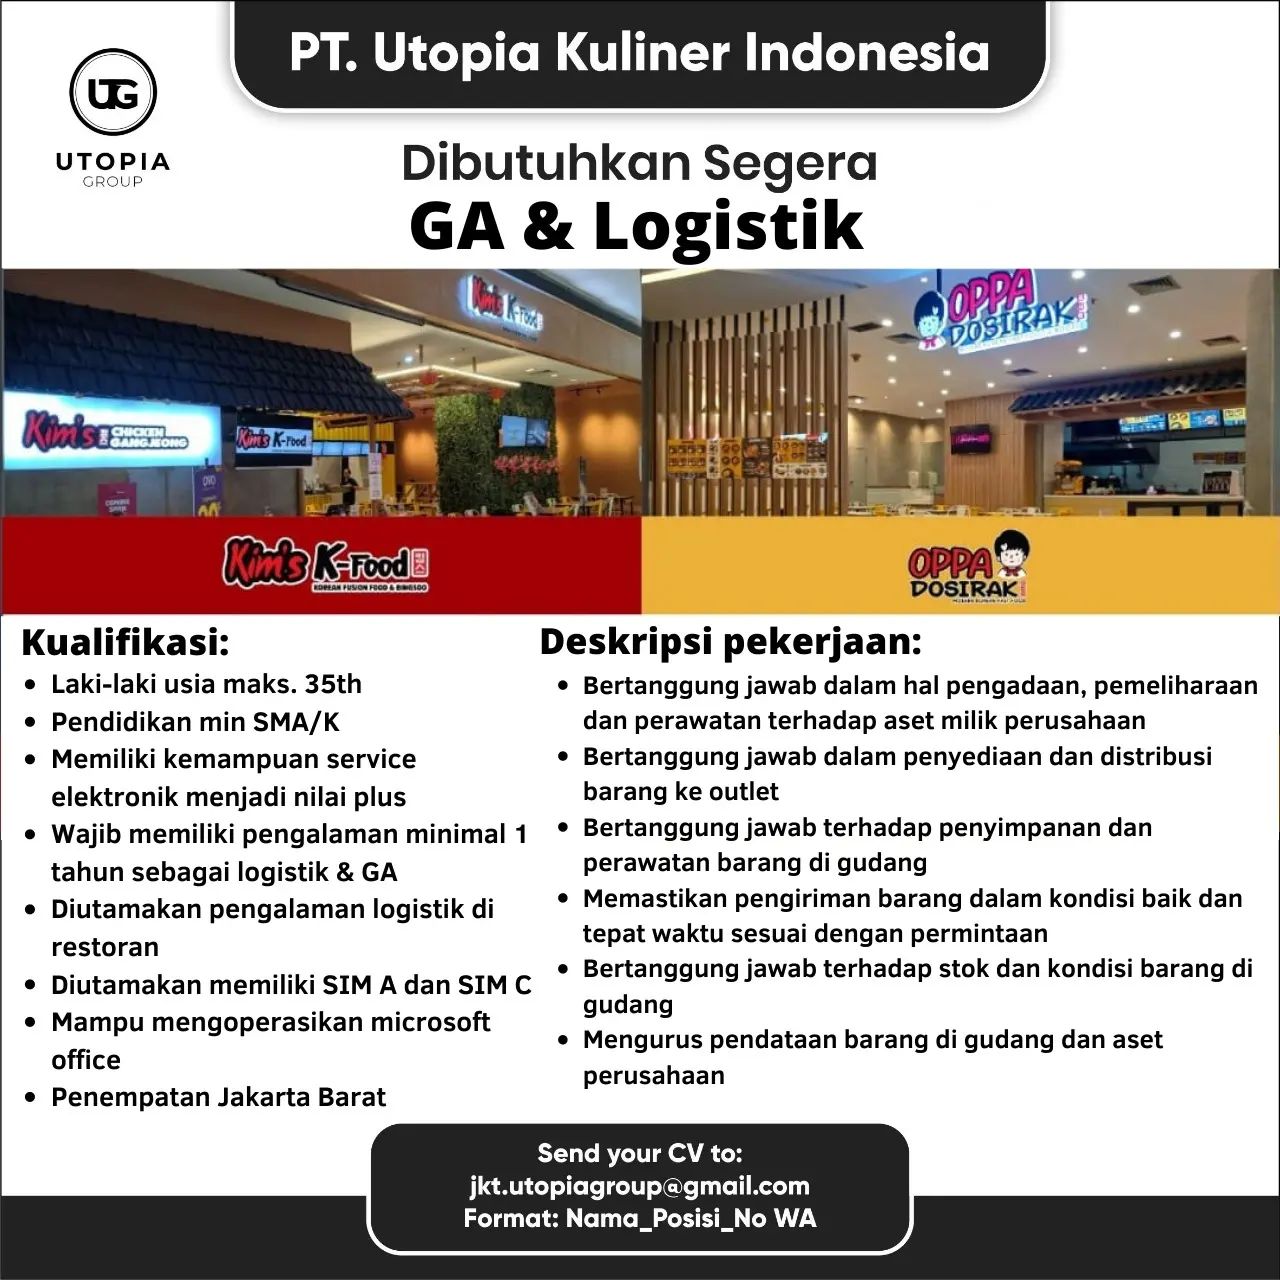 PT. Utopia Kuliner Indonesia
UG
UTOPIA
GROUP
Dibutuhkan Segera
GA & Logistik
Kim's K-Food
OPPA
DOSIRAK
Kim's CHICKEN
GANGJEONG
Kim's K-Food
OVO
Kim's K-Food
KOREAN FUSION FOOD & BINGSOO
OPPA
DOSIRAK
Kualifikasi:
• Laki-laki usia maks. 35th
• Pendidikan min SMA/K
• Memiliki kemampuan service
elektronik menjadi nilai plus
• Wajib memiliki pengalaman minimal 1
tahun sebagai logistik & GA
• Diutamakan pengalaman logistik di
restoran
• Diutamakan memiliki SIM A dan SIM C
• Mampu mengoperasikan microsoft
office
• Penempatan Jakarta Barat
Deskripsi pekerjaan:
• Bertanggung jawab dalam hal pengadaan, pemeliharaan
dan perawatan terhadap aset milik perusahaan
• Bertanggung jawab dalam penyediaan dan distribusi
barang ke outlet
• Bertanggung jawab terhadap penyimpanan dan
perawatan barang di gudang
• Memastikan pengiriman barang dalam kondisi baik dan
tepat waktu sesuai dengan permintaan
• Bertanggung jawab terhadap stok dan kondisi barang di
gudang
• Mengurus pendataan barang di gudang dan aset
perusahaan
Send your CV to:
jkt.utopiagroup@gmail.com
Format: Nama_Posisi_No WA